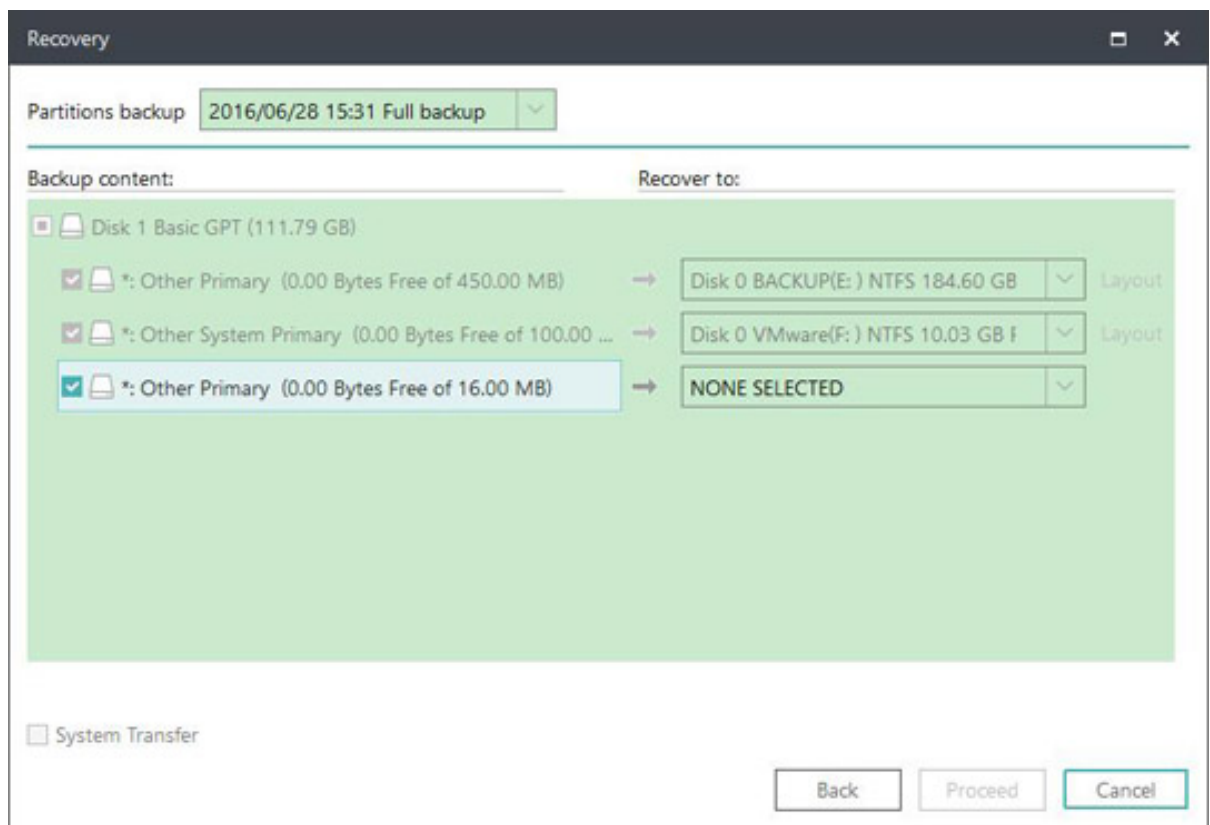 Recovery
Partitions backup 2016/06/28 15:31 Full backup
Backup content: Recover to:
Disk 1 Basic GPT (111.79 GB)
*: Other Primary (0.00 Bytes Free of 450.00 MB) Disk 0 BACKUP(E: ) NTFS 184.60 GB Layout
*: Other System Primary (0.00 Bytes Free of 100.00 ... Disk 0 VMware(F: ) NTFS 10.03 GB F Layout
*: Other Primary (0.00 Bytes Free of 16.00 MB) NONE SELECTED
System Transfer
Back Proceed Cancel